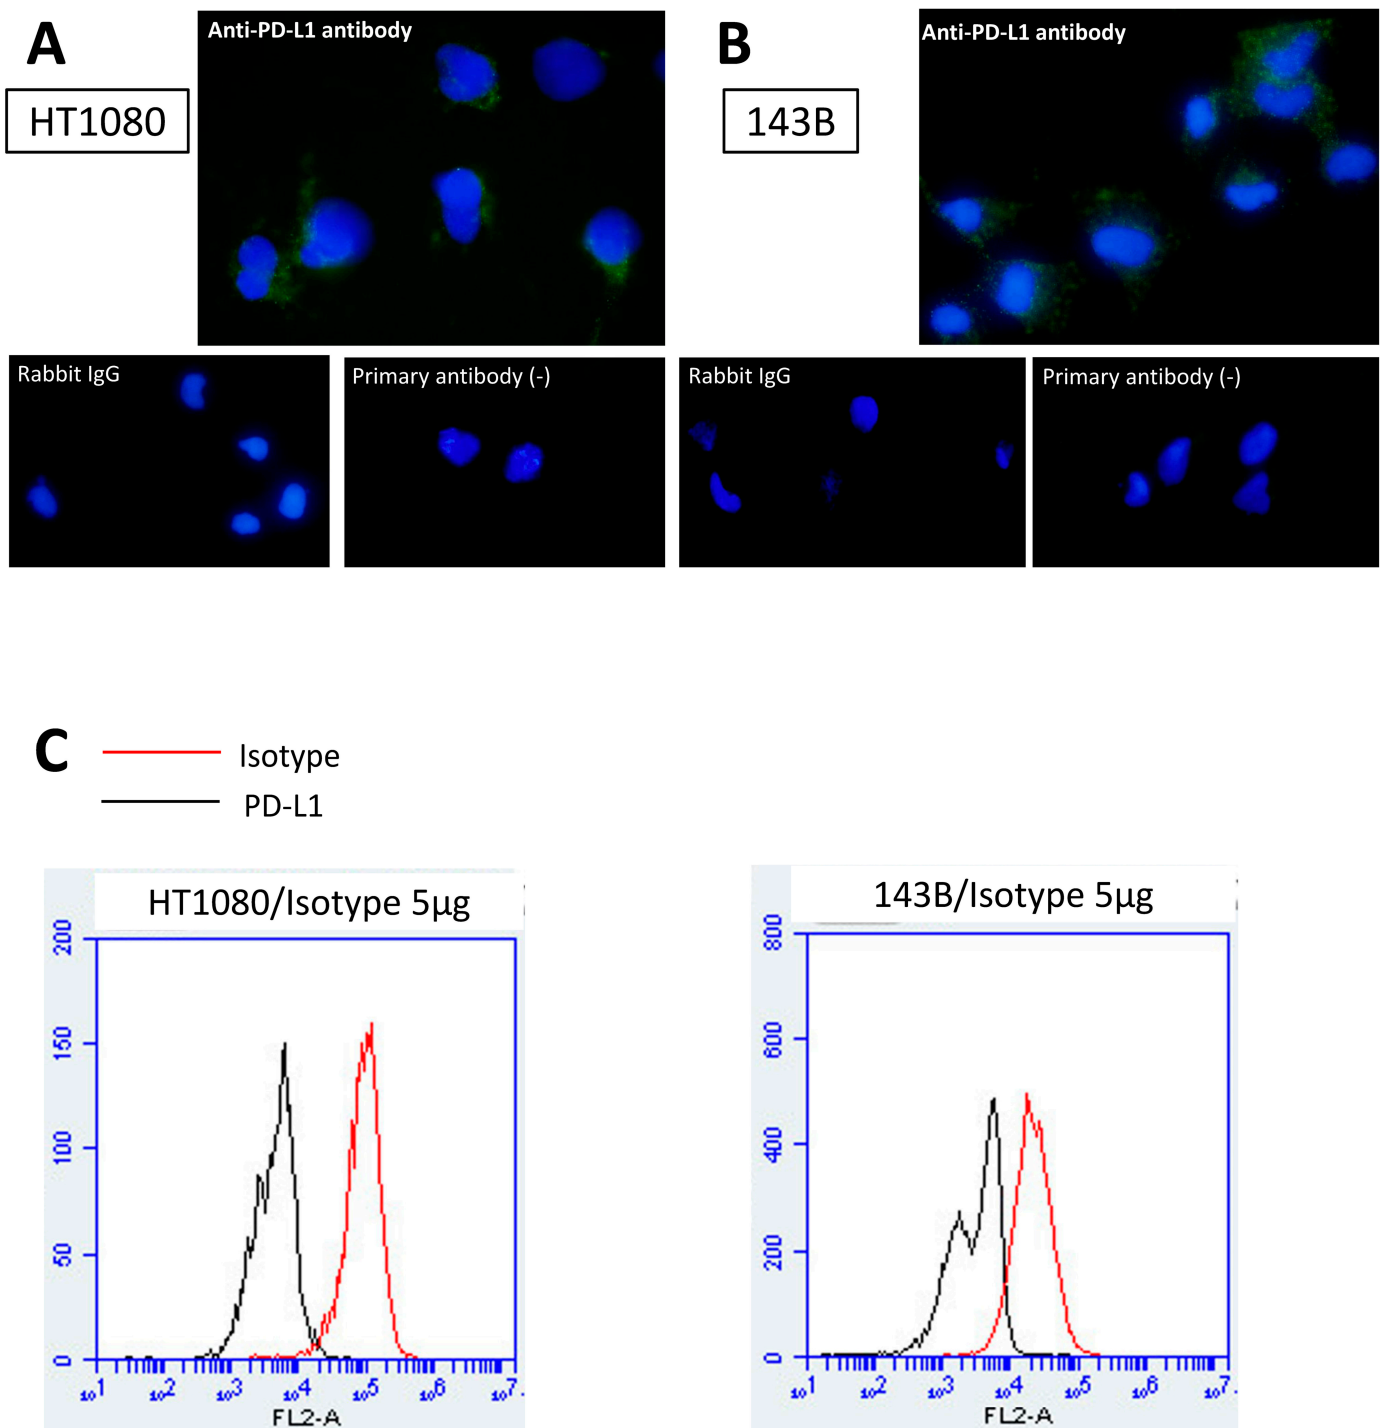 A
HT1080
Anti-PD-L1 antibody
B
143B
Anti-PD-L1 antibody
Rabbit IgG
Primary antibody (-)
Rabbit IgG
Primary antibody (-)
C
Isotype
PD-L1
HT1080/Isotype 5µg
200
150
100
50
0
10¹ 10² 10³ 10⁴ 10⁵ 10⁶ 10⁷
FL2-A
143B/Isotype 5µg
800
600
400
200
0
10¹ 10² 10³ 10⁴ 10⁵ 10⁶ 10⁷
FL2-A